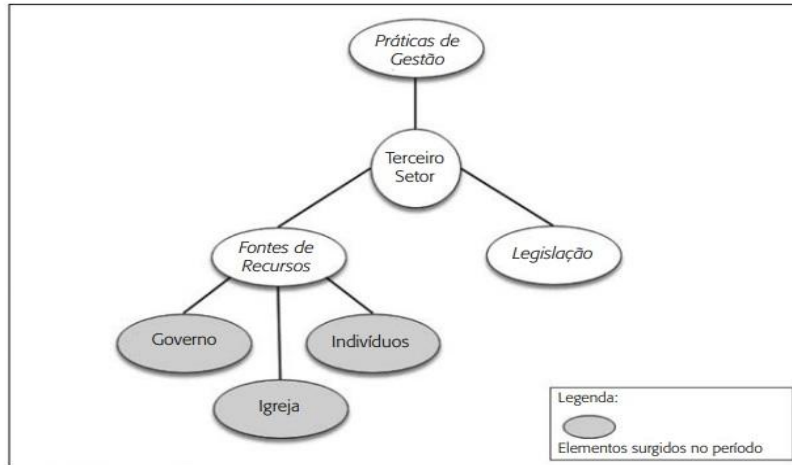 Práticas de
Gestão
Terceiro
Setor
Fontes de
Recursos
Legislação
Governo
Indivíduos
Igreja
Legenda:
Elementos surgidos no período